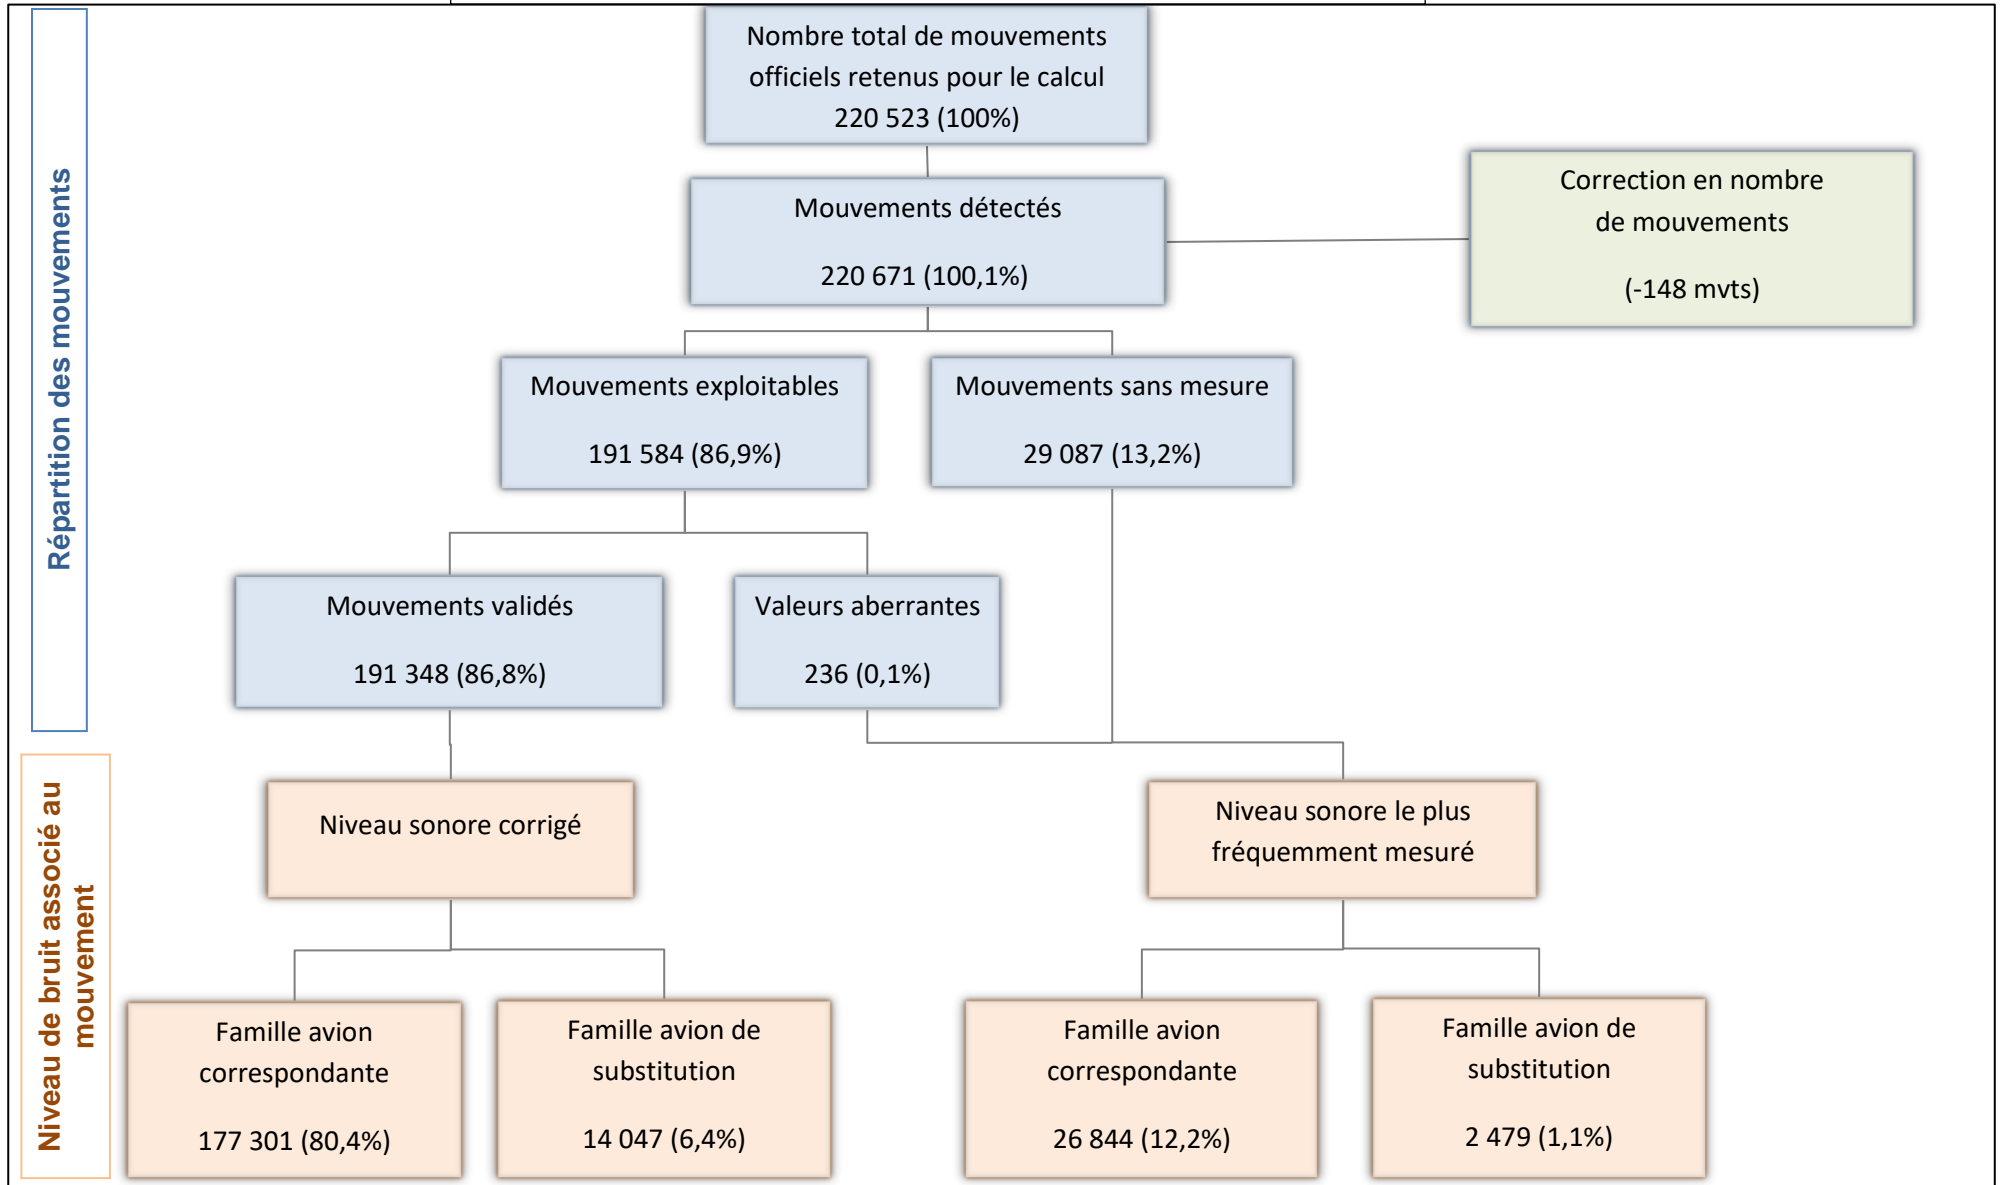 Nombre total de mouvements
officiels retenus pour le calcul
220 523 (100%)
Mouvements détectés
220 671 (100,1%)
Correction en nombre
de mouvements
(-148 mvts)
Répartition des mouvements
Mouvements exploitables
191 584 (86,9%)
Mouvements sans mesure
29 087 (13,2%)
Mouvements validés
191 348 (86,8%)
Valeurs aberrantes
236 (0,1%)
Niveau de bruit associé au
mouvement
Niveau sonore corrigé
Niveau sonore le plus
fréquemment mesuré
Famille avion
correspondante
177 301 (80,4%)
Famille avion de
substitution
14 047 (6,4%)
Famille avion
correspondante
26 844 (12,2%)
Famille avion de
substitution
2 479 (1,1%)